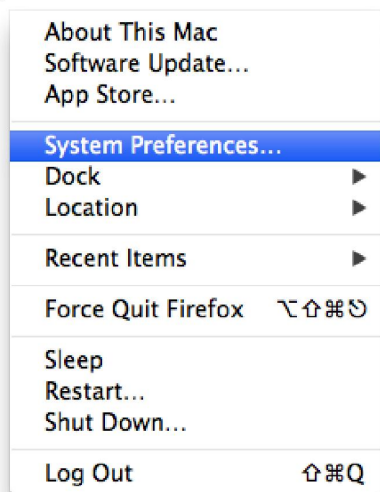 About This Mac
Software Update...
App Store...
System Preferences...
Dock ▶
Location ▶
Recent Items ▶
Force Quit Firefox ⌥⇧⌘⎋
Sleep
Restart...
Shut Down...
Log Out ⇧⌘Q